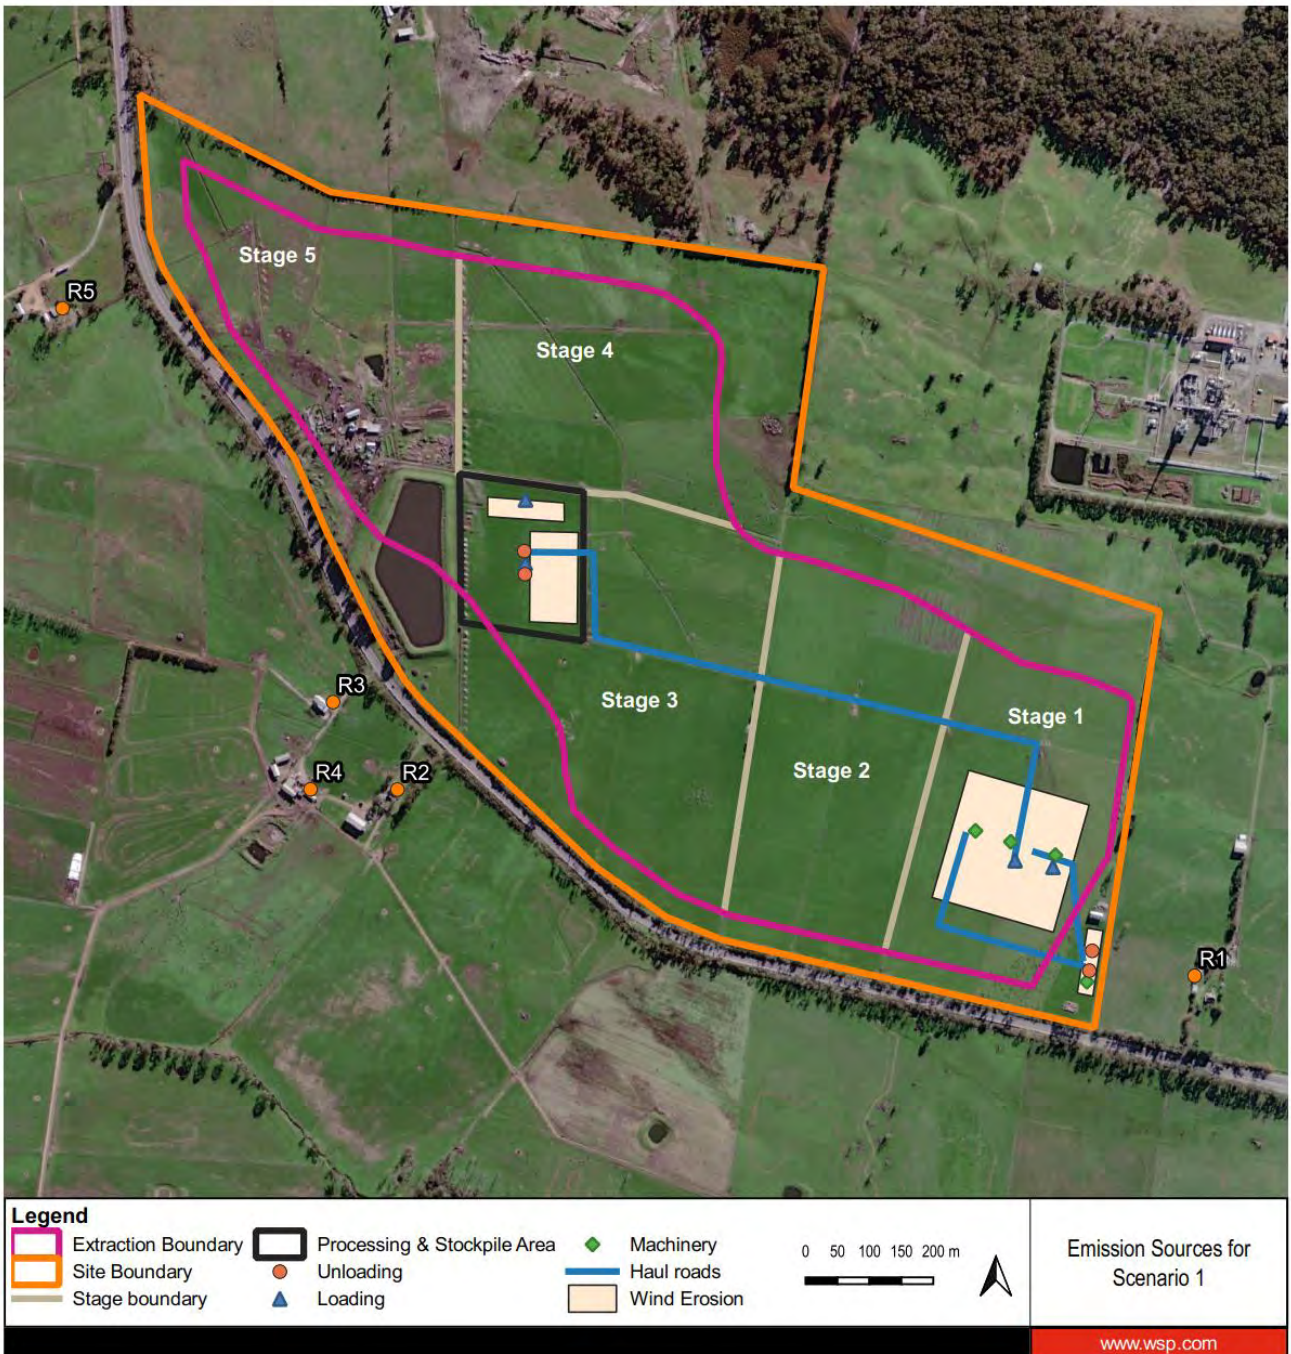 Stage 5
R5
Stage 4
R3
Stage 3
Stage 1
R4
R2
Stage 2
R1
Legend
Extraction Boundary
Site Boundary
Stage boundary
Processing & Stockpile Area
Unloading
Loading
Machinery
Haul roads
Wind Erosion
0 50 100 150 200 m
Emission Sources for
Scenario 1
www.wsp.com